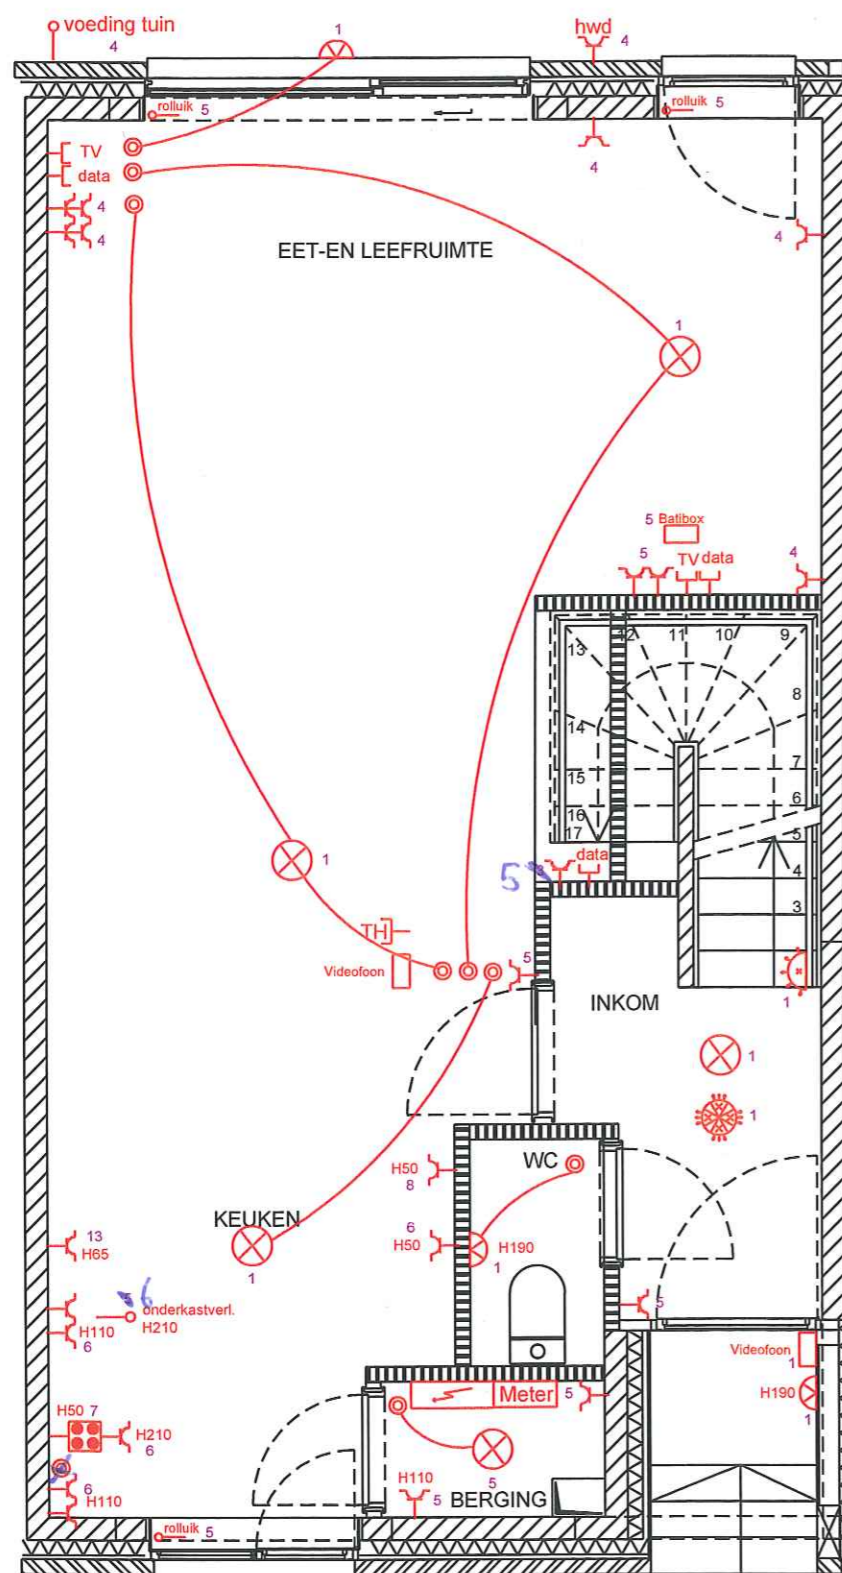 voeding tuin
4
1
hwd
4
rolluik 5
rolluik 5
TV
data
4
4
4
4
EET-EN LEEFRUIMTE
1
5 Batibox
5
TV data
4
13 12 11 10 9
8
14
15
7
16
6
17
5
4
3
5
data
1
TH
Videofoon
5
INKOM
1
1
1
WC
H50
8
6
H50
H190
1
KEUKEN
1
13
H65
6
onderkastverl.
H210
H110
6
5
Videofoon
1
H190
1
Meter
5
H50 7
H210
6
6
H110
5
H110
5
BERGING
rolluik 5